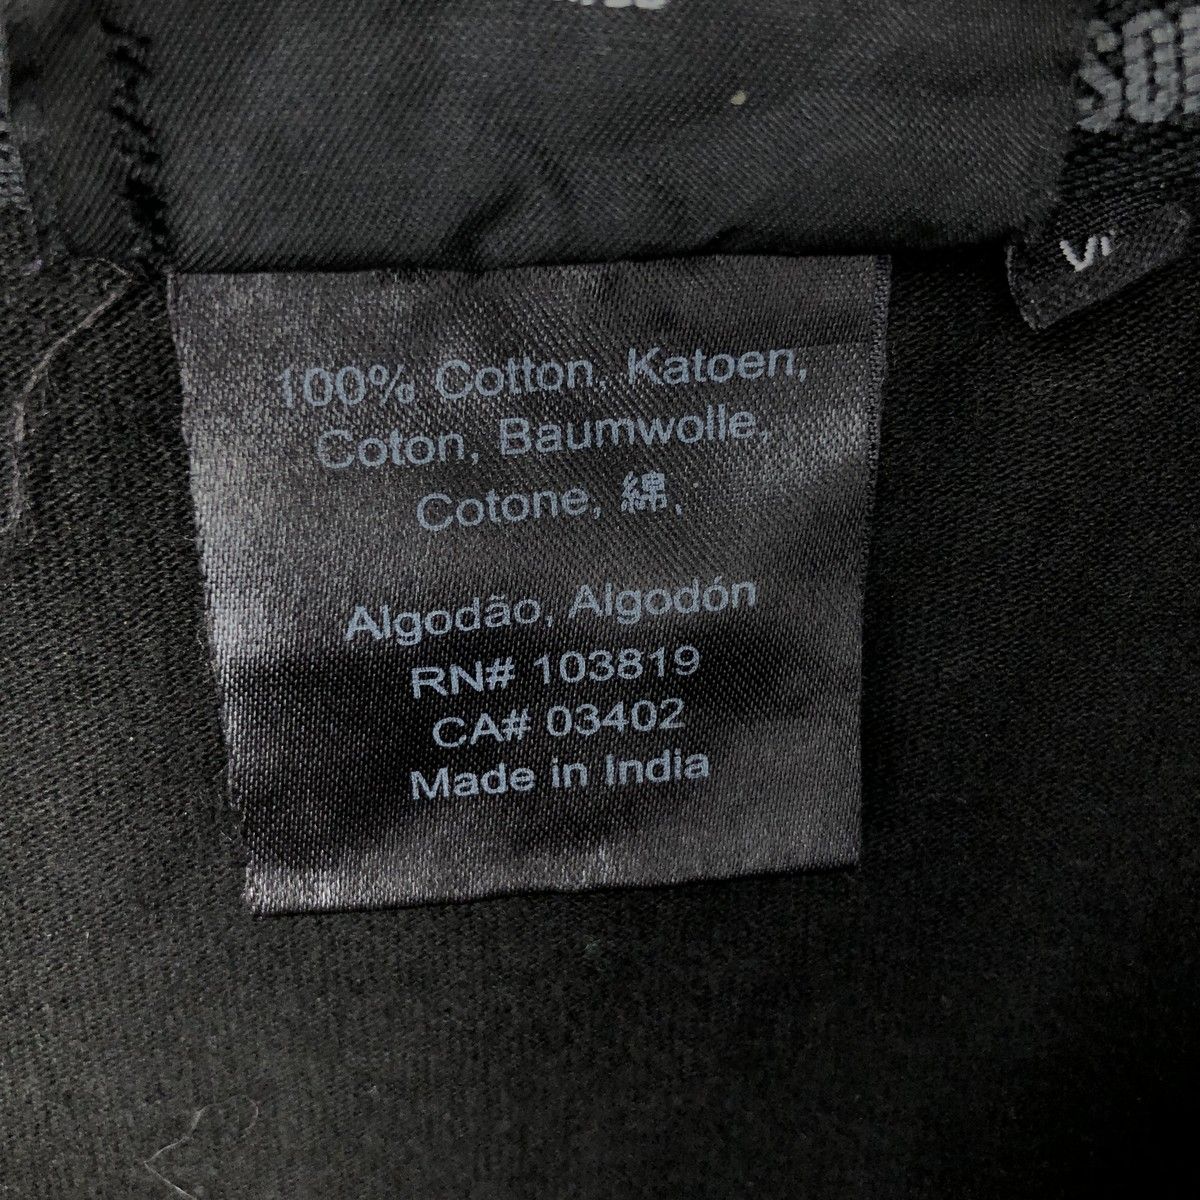 100% Cotton, Katoen,
Coton, Baumwolle,
Cotone, 綿,
Algodão, Algodón
RN# 103819
CA# 03402
Made in India